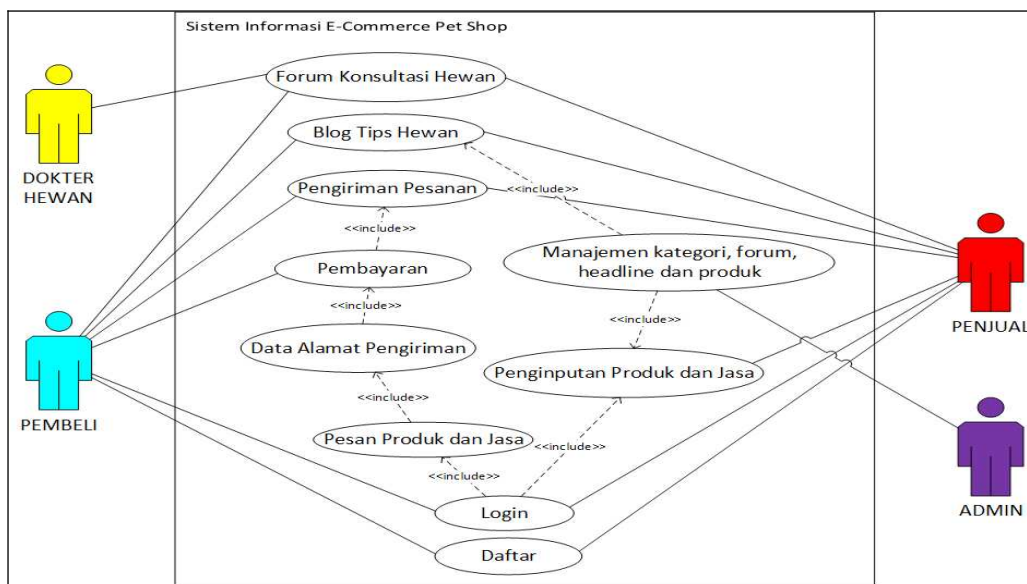 Sistem Informasi E-Commerce Pet Shop
Forum Konsultasi Hewan
DOKTER
HEWAN
Blog Tips Hewan
Pengiriman Pesanan
<<include>>
<<include>>
Pembayaran
Manajemen kategori, forum,
headline dan produk
<<include>>
<<include>>
PENJUAL
Data Alamat Pengiriman
Penginputan Produk dan Jasa
PEMBELI
<<include>>
Pesan Produk dan Jasa
<<include>>
<<include>>
Login
ADMIN
Daftar